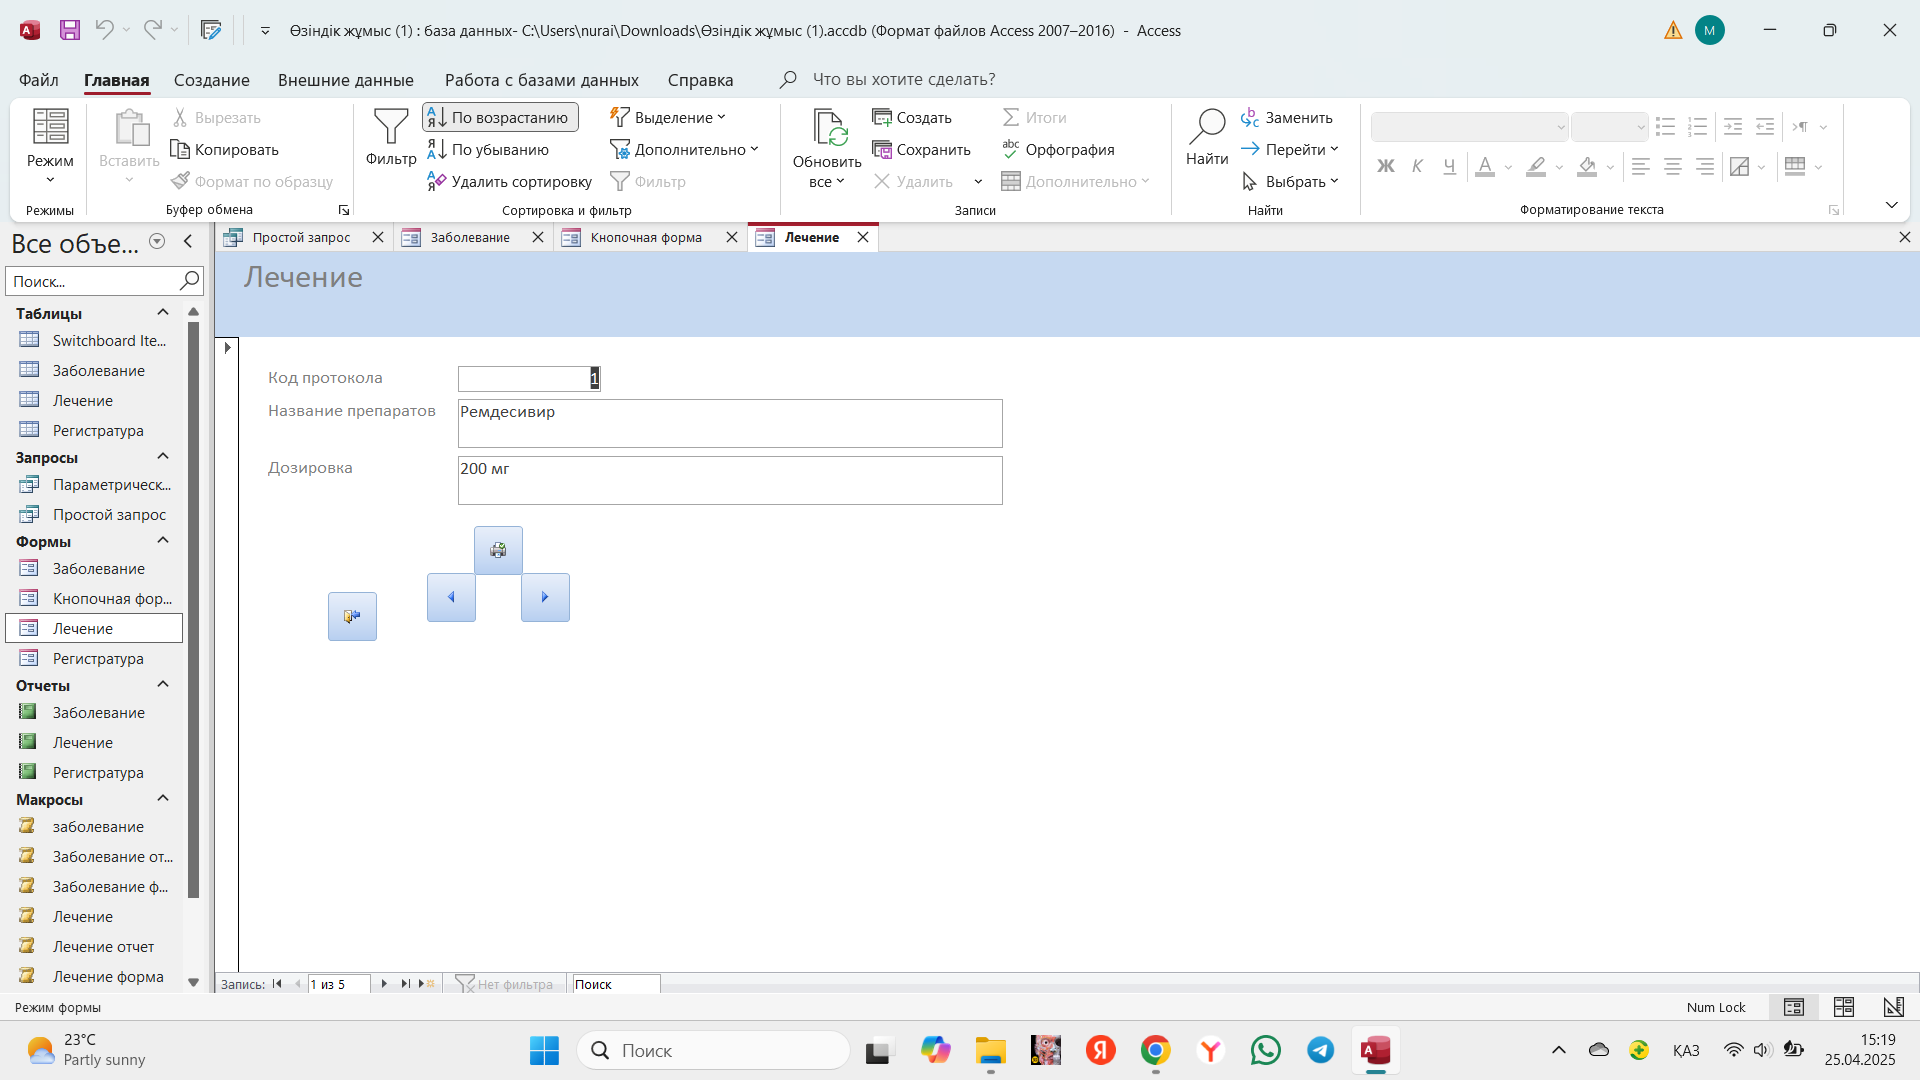 Өзіндік жұмыс (1) : база данных- C:\Users\nurai\Downloads\Өзіндік жұмыс (1).accdb (Формат файлов Access 2007–2016) - Access
M
Файл Главная Создание Внешние данные Работа с базами данных Справка Что вы хотите сделать?
Режим
Режимы
Вставить
Вырезать
Копировать
Формат по образцу
Буфер обмена
Фильтр
По возрастанию
По убыванию
Удалить сортировку
Выделение
Дополнительно
Фильтр
Сортировка и фильтр
Обновить
все
Создать
Сохранить
Удалить
Итоги
Орфография
Дополнительно
Записи
Найти
Заменить
Перейти
Выбрать
Найти
Ж К Ч
Форматирование текста
Все объе...
Поиск...
Таблицы
Switchboard Ite...
Заболевание
Лечение
Регистратура
Запросы
Параметрическ...
Простой запрос
Формы
Заболевание
Кнопочная фор...
Лечение
Регистратура
Отчеты
Заболевание
Лечение
Регистратура
Макросы
заболевание
Заболевание от...
Заболевание ф...
Лечение
Лечение отчет
Лечение форма
Простой запрос Заболевание Кнопочная форма Лечение
Лечение
Код протокола 1
Название препаратов Ремдесивир
Дозировка 200 мг
Запись: 1 из 5 Нет фильтра Поиск
Режим формы Num Lock
23°C
Partly sunny
Поиск
ҚАЗ
15:19
25.04.2025